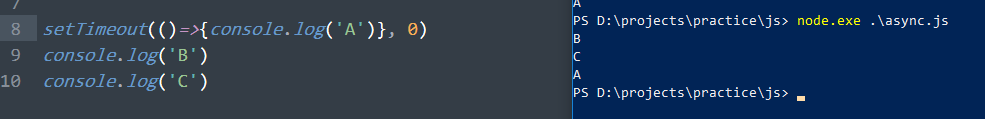 8 setTimeout(()=>{console.log('A')}, 0)
9 console.log('B')
10 console.log('C')
A
PS D:\projects\practice\js> node.exe .\async.js
B
C
A
PS D:\projects\practice\js>